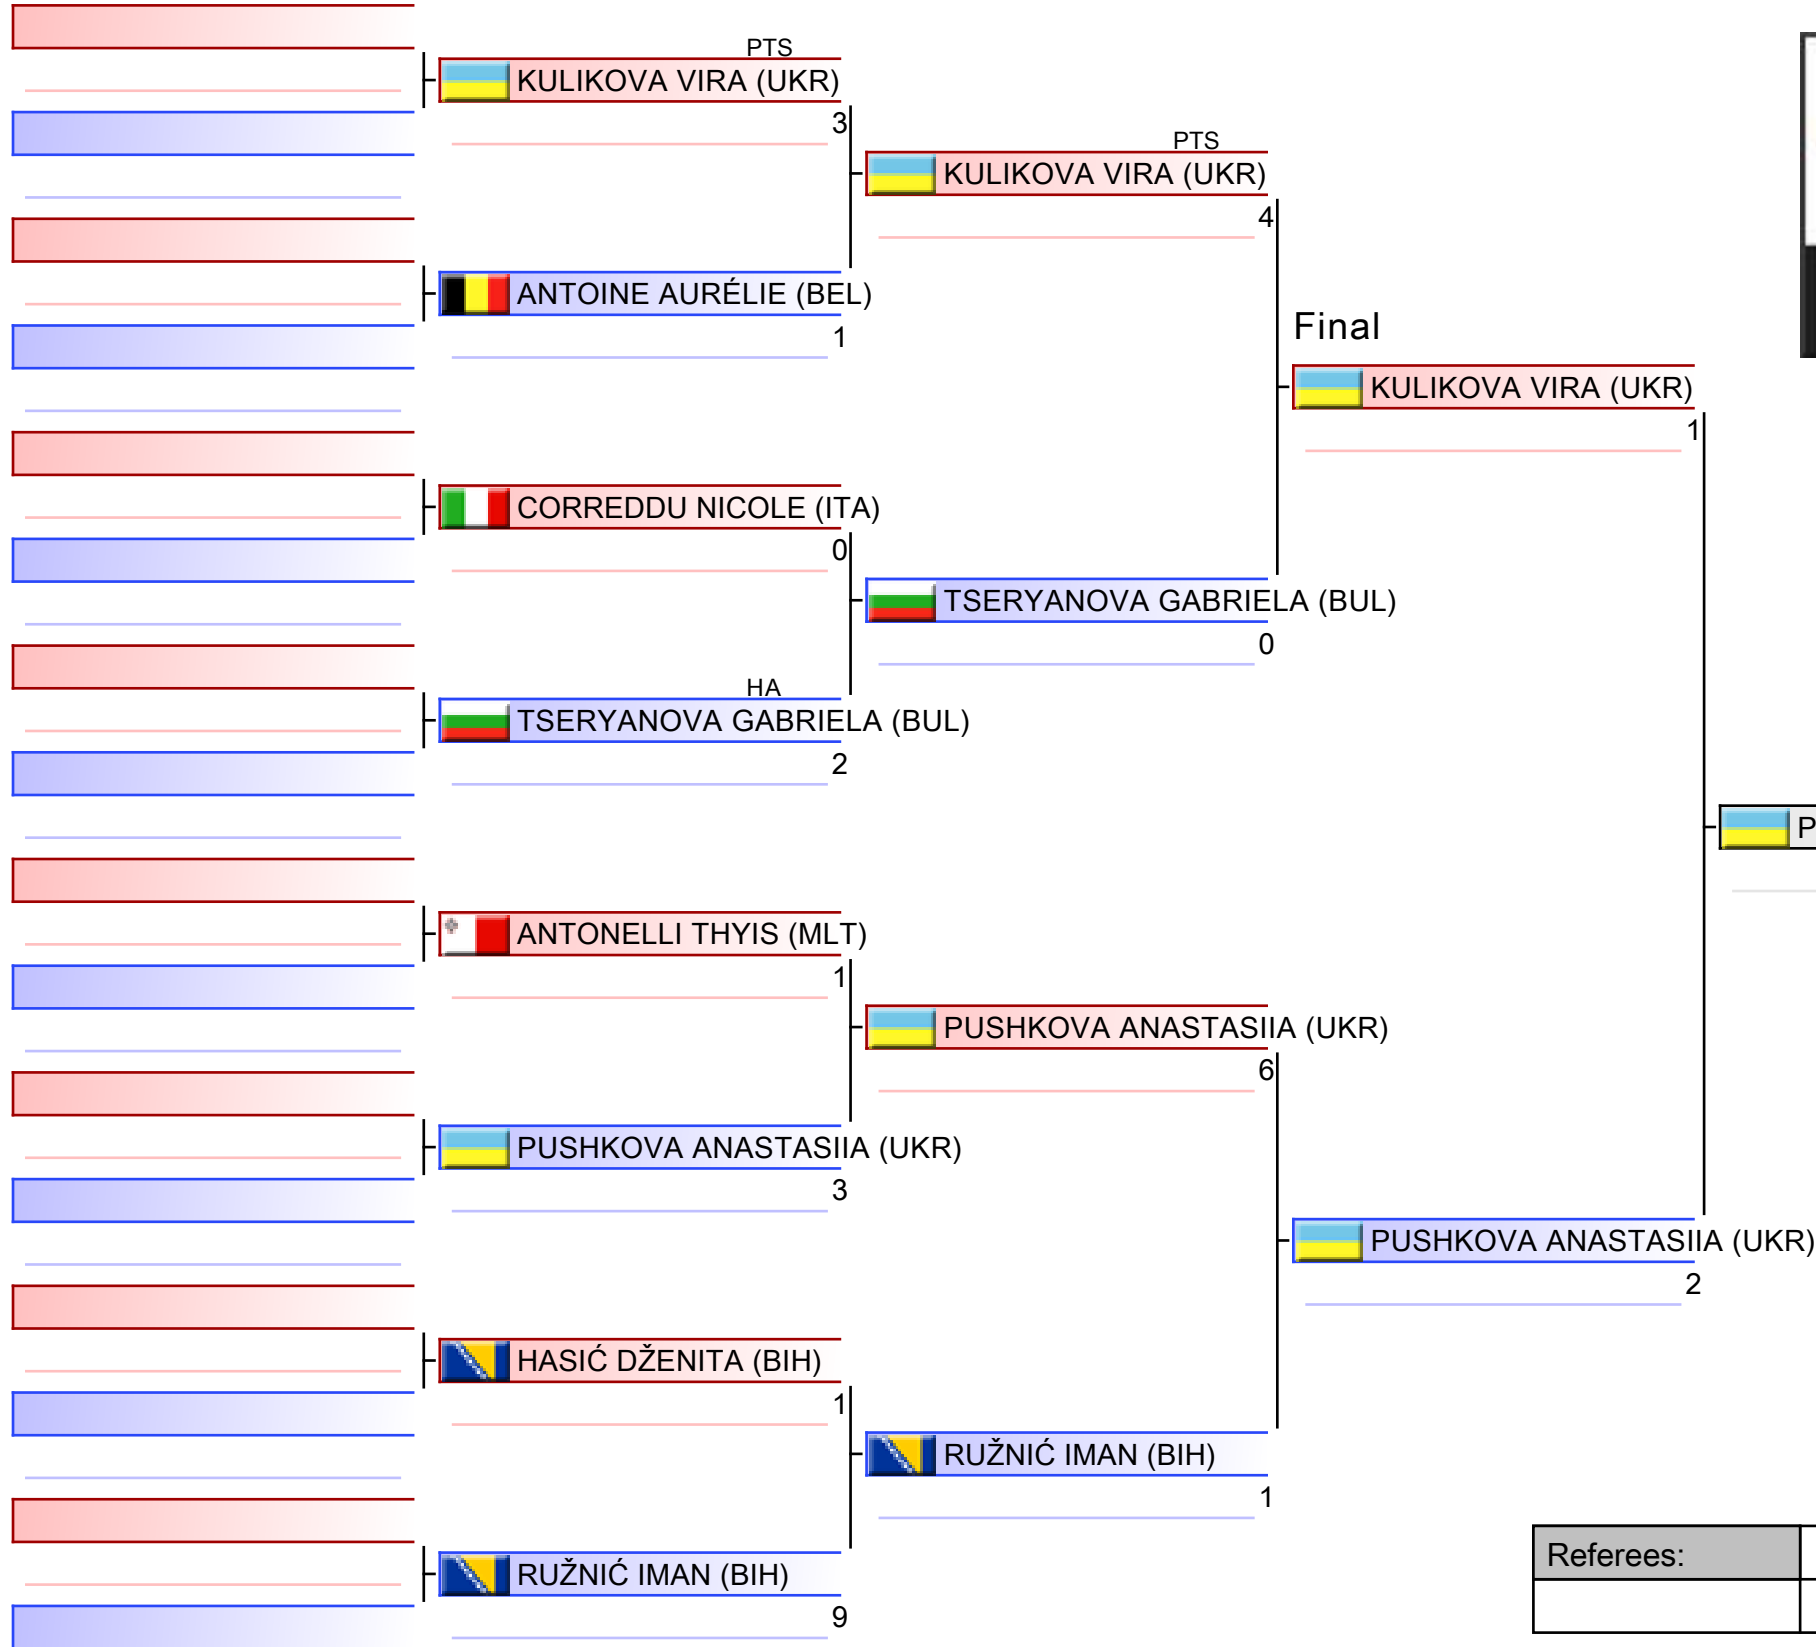 PTS
KULIKOVA VIRA (UKR)
3
PTS
KULIKOVA VIRA (UKR)
4
ANTOINE AURÉLIE (BEL)
1
Final
KULIKOVA VIRA (UKR)
1
CORREDDU NICOLE (ITA)
0
TSERYANOVA GABRIELA (BUL)
0
HA
TSERYANOVA GABRIELA (BUL)
2
P
ANTONELLI THYIS (MLT)
1
PUSHKOVA ANASTASIIA (UKR)
6
PUSHKOVA ANASTASIIA (UKR)
3
PUSHKOVA ANASTASIIA (UKR)
2
HASIĆ DŽENITA (BIH)
1
RUŽNIĆ IMAN (BIH)
1
RUŽNIĆ IMAN (BIH)
9
Referees: